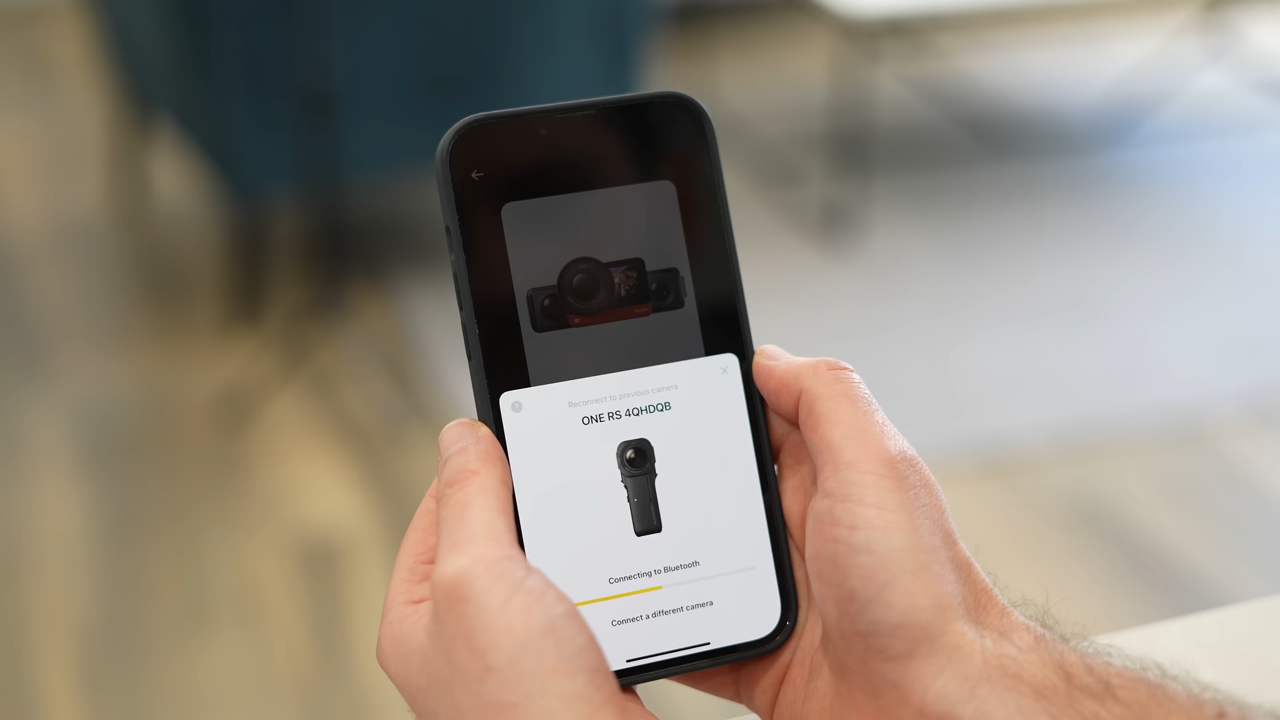 Reconnect to previous camera
ONE RS 4QHDQB
Connecting to Bluetooth
Connect a different camera